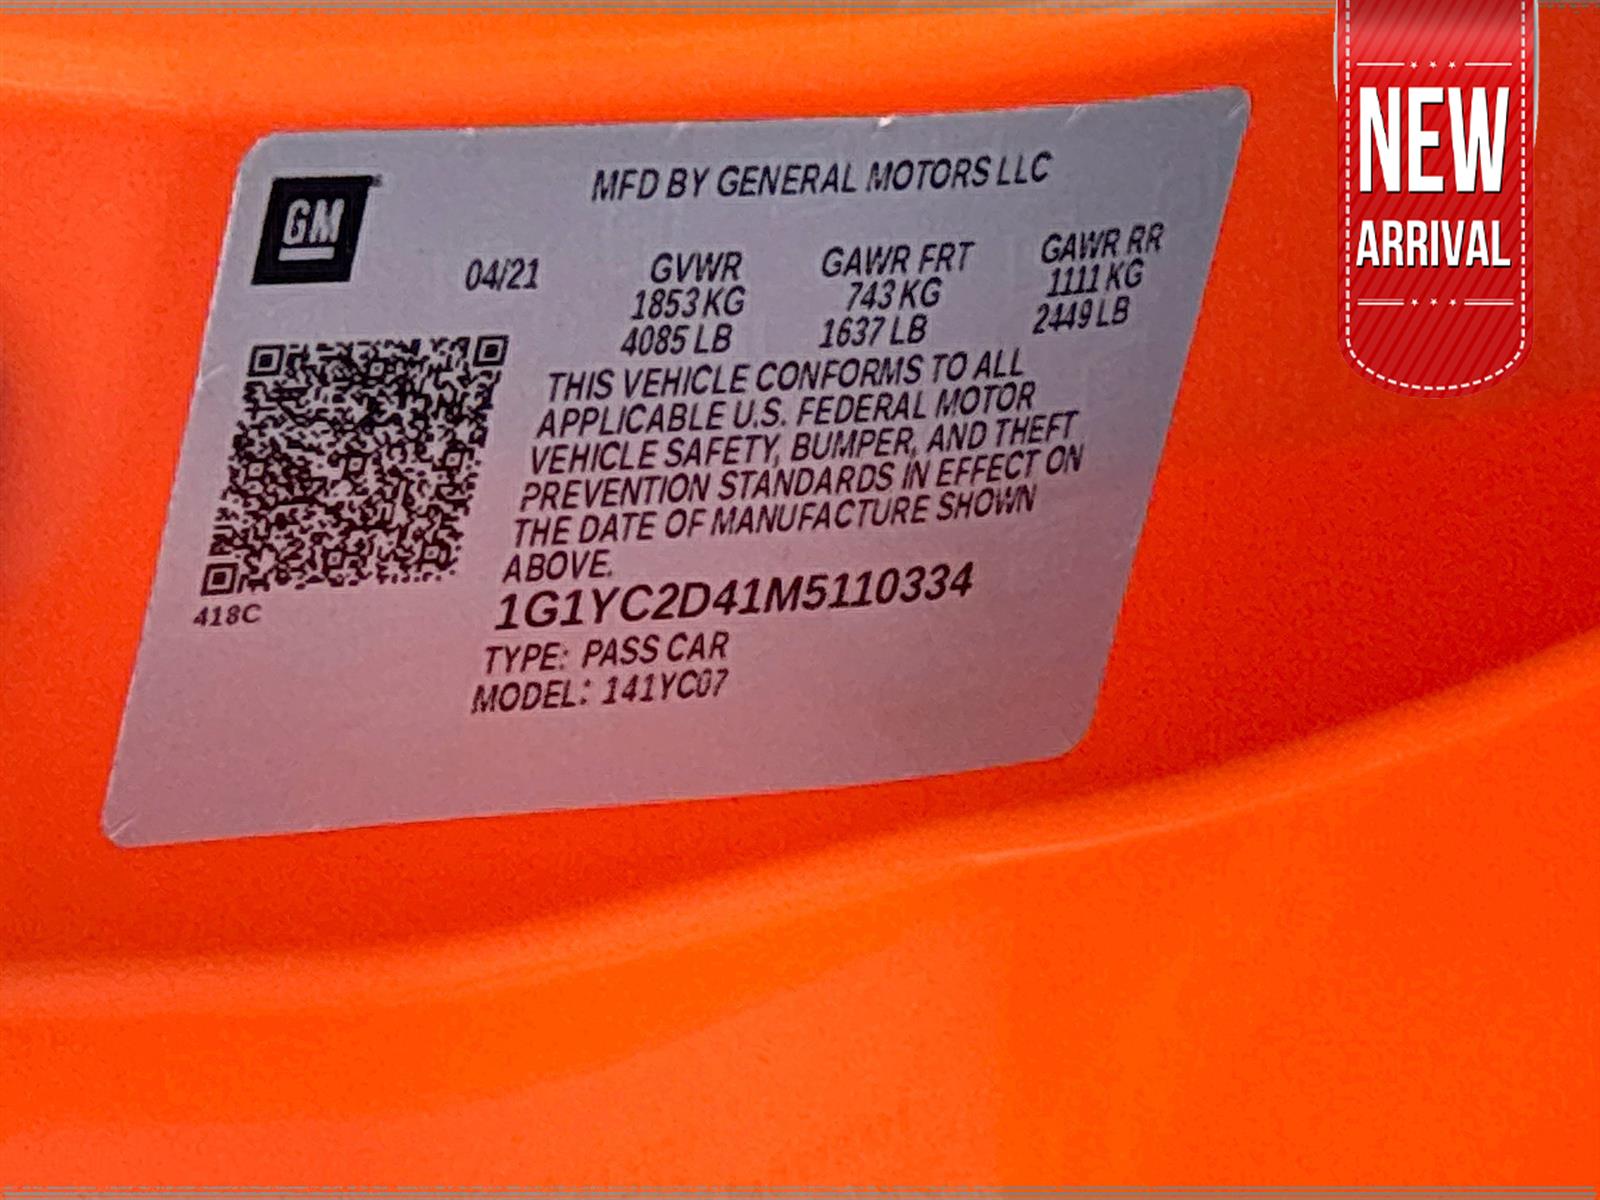 GM
MFD BY GENERAL MOTORS LLC
04/21
GVWR
1853 KG
4085 LB
GAWR FRT
743 KG
1637 LB
GAWR RR
1111 KG
2449 LB
THIS VEHICLE CONFORMS TO ALL
APPLICABLE U.S. FEDERAL MOTOR
VEHICLE SAFETY, BUMPER, AND THEFT
PREVENTION STANDARDS IN EFFECT ON
THE DATE OF MANUFACTURE SHOWN
ABOVE.
1G1YC2D41M5110334
TYPE: PASS CAR
MODEL: 141YC07
418C
NEW
ARRIVAL